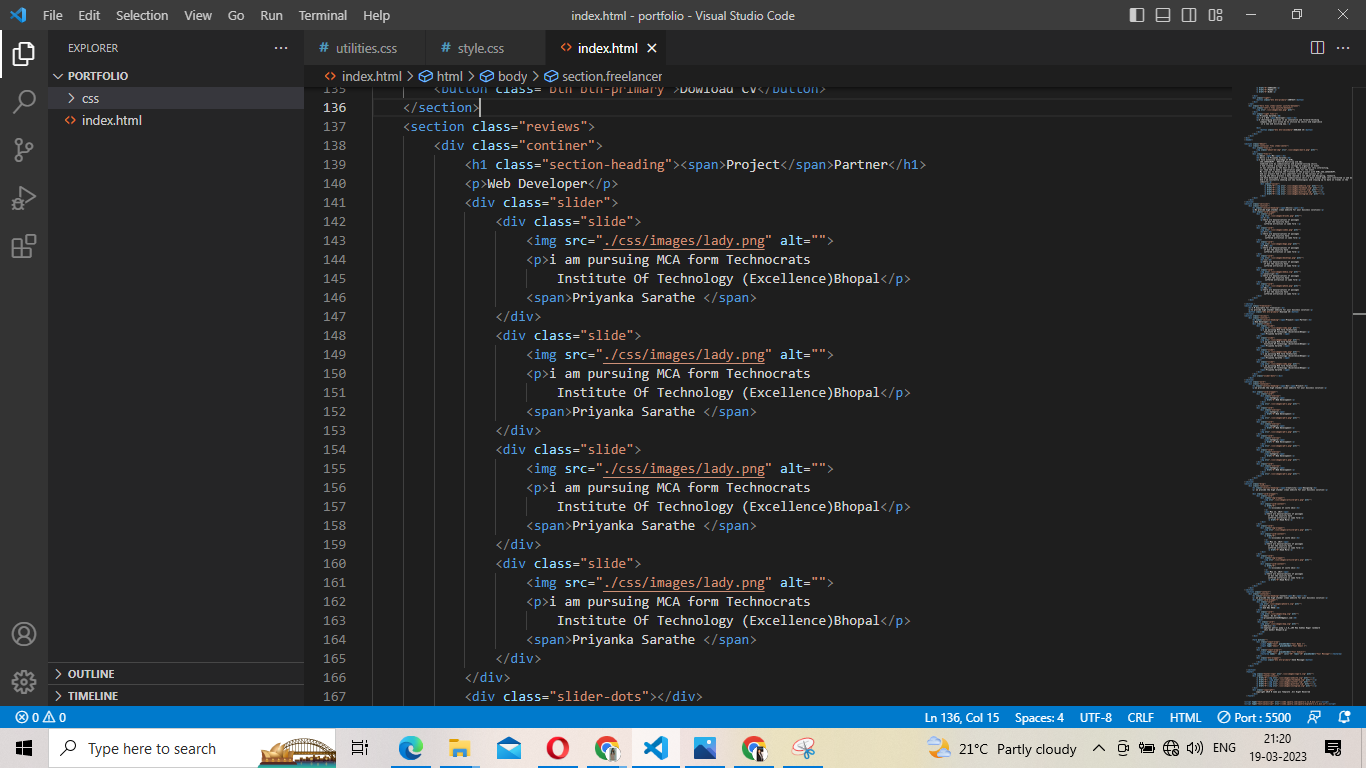 File Edit Selection View Go Run Terminal Help index.html - portfolio - Visual Studio Code
EXPLORER
PORTFOLIO
css
index.html
OUTLINE
TIMELINE
# utilities.css # style.css <> index.html
<> index.html > html > body > section.freelancer
135 <button class="btn btn-primary">Dowload Cv</button>
136 </section>
137 <section class="reviews">
138 <div class="continer">
139 <h1 class="section-heading"><span>Project</span>Partner</h1>
140 <p>Web Developer</p>
141 <div class="slider">
142 <div class="slide">
143 <img src="./css/images/lady.png" alt="">
144 <p>i am pursuing MCA form Technocrats
145 Institute Of Technology (Excellence)Bhopal</p>
146 <span>Priyanka Sarathe </span>
147 </div>
148 <div class="slide">
149 <img src="./css/images/lady.png" alt="">
150 <p>i am pursuing MCA form Technocrats
151 Institute Of Technology (Excellence)Bhopal</p>
152 <span>Priyanka Sarathe </span>
153 </div>
154 <div class="slide">
155 <img src="./css/images/lady.png" alt="">
156 <p>i am pursuing MCA form Technocrats
157 Institute Of Technology (Excellence)Bhopal</p>
158 <span>Priyanka Sarathe </span>
159 </div>
160 <div class="slide">
161 <img src="./css/images/lady.png" alt="">
162 <p>i am pursuing MCA form Technocrats
163 Institute Of Technology (Excellence)Bhopal</p>
164 <span>Priyanka Sarathe </span>
165 </div>
166 </div>
167 <div class="slider-dots"></div>
0 0 Ln 136, Col 15 Spaces: 4 UTF-8 CRLF HTML Port : 5500
Type here to search 21°C Partly cloudy ENG 21:20
19-03-2023